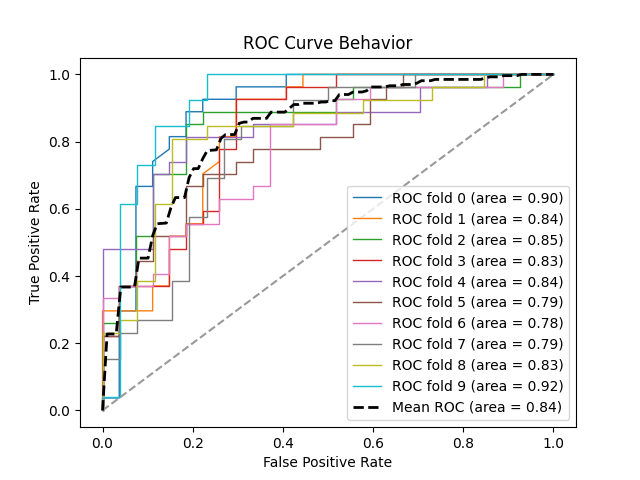 ROC Curve Behavior
True Positive Rate
1.0
0.8
0.6
0.4
0.2
0.0
ROC fold 0 (area = 0.90)
ROC fold 1 (area = 0.84)
ROC fold 2 (area = 0.85)
ROC fold 3 (area = 0.83)
ROC fold 4 (area = 0.84)
ROC fold 5 (area = 0.79)
ROC fold 6 (area = 0.78)
ROC fold 7 (area = 0.79)
ROC fold 8 (area = 0.83)
ROC fold 9 (area = 0.92)
Mean ROC (area = 0.84)
0.0 0.2 0.4 0.6 0.8 1.0
False Positive Rate